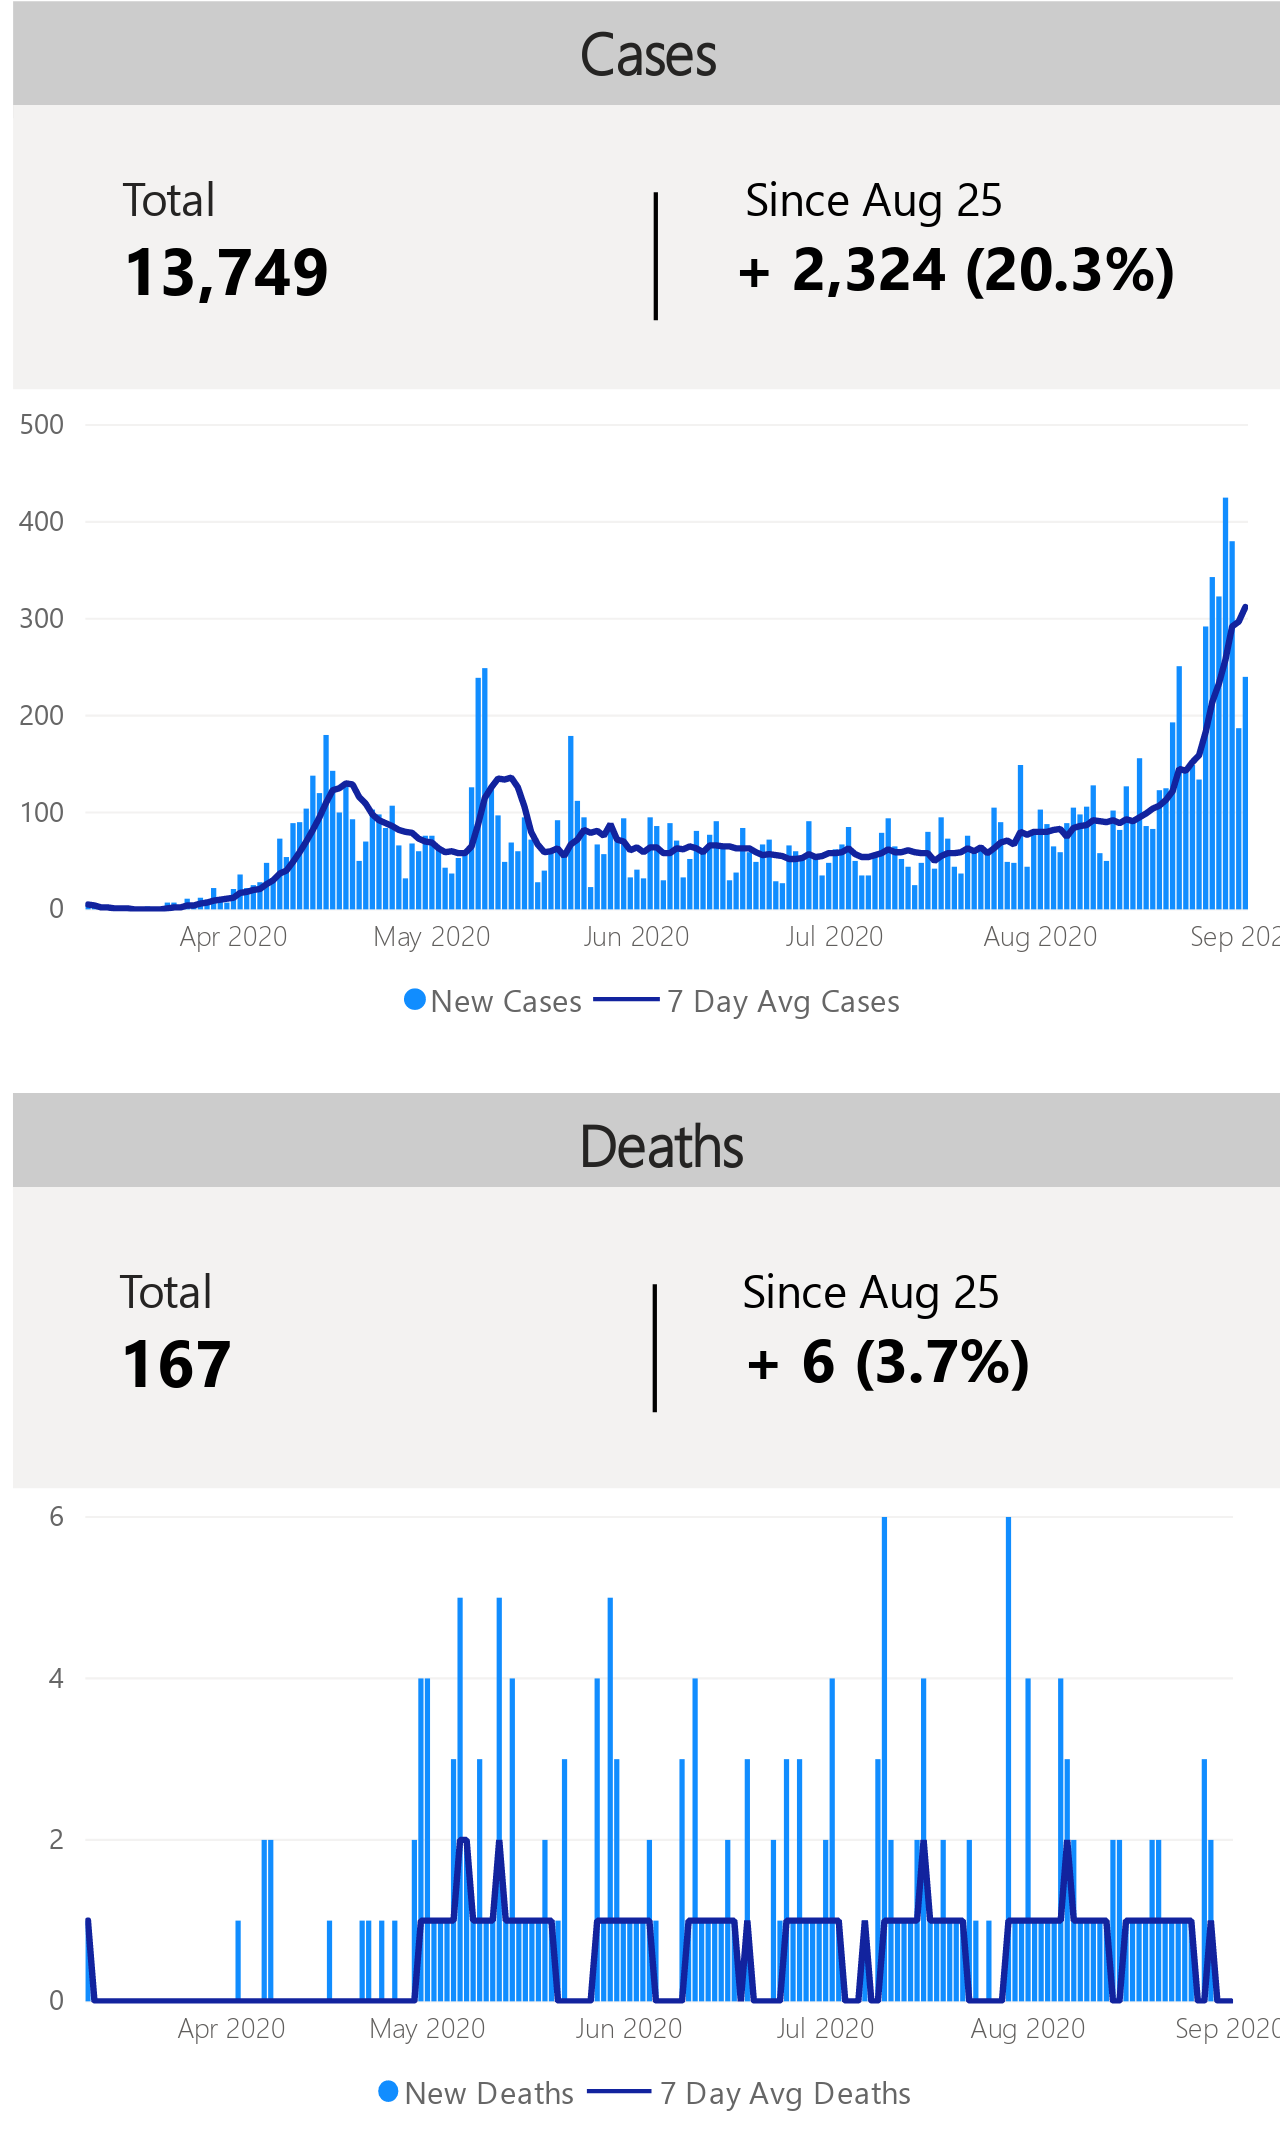 Cases
Total
Since Aug 25
13,749
+ 2,324 (20.3%)
500
400
300
200
100
0
Apr 2020 May 2020 Jun 2020 Jul 2020 Aug 2020 Sep 202
New Cases 7 Day Avg Cases
Deaths
Total
Since Aug 25
167
+ 6 (3.7%)
6
4
2
0
Apr 2020 May 2020 Jun 2020 Jul 2020 Aug 2020 Sep 2020
New Deaths 7 Day Avg Deaths